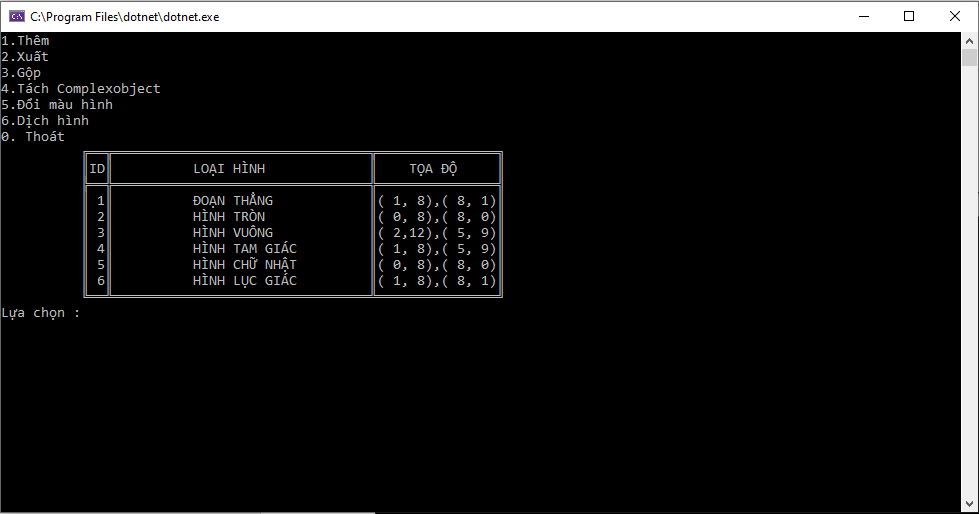 C:\Program Files\dotnet\dotnet.exe
1.Thêm
2.Xuất
3.Gộp
4.Tách Complexobject
5.Đổi màu hình
6.Dịch hình
0. Thoát
ID LOẠI HÌNH TỌA ĐỘ
1 ĐOẠN THẲNG ( 1, 8),( 8, 1)
2 HÌNH TRÒN ( 0, 8),( 8, 0)
3 HÌNH VUÔNG ( 2,12),( 5, 9)
4 HÌNH TAM GIÁC ( 1, 8),( 5, 9)
5 HÌNH CHỮ NHẬT ( 0, 8),( 8, 0)
6 HÌNH LỤC GIÁC ( 1, 8),( 8, 1)
Lựa chọn :